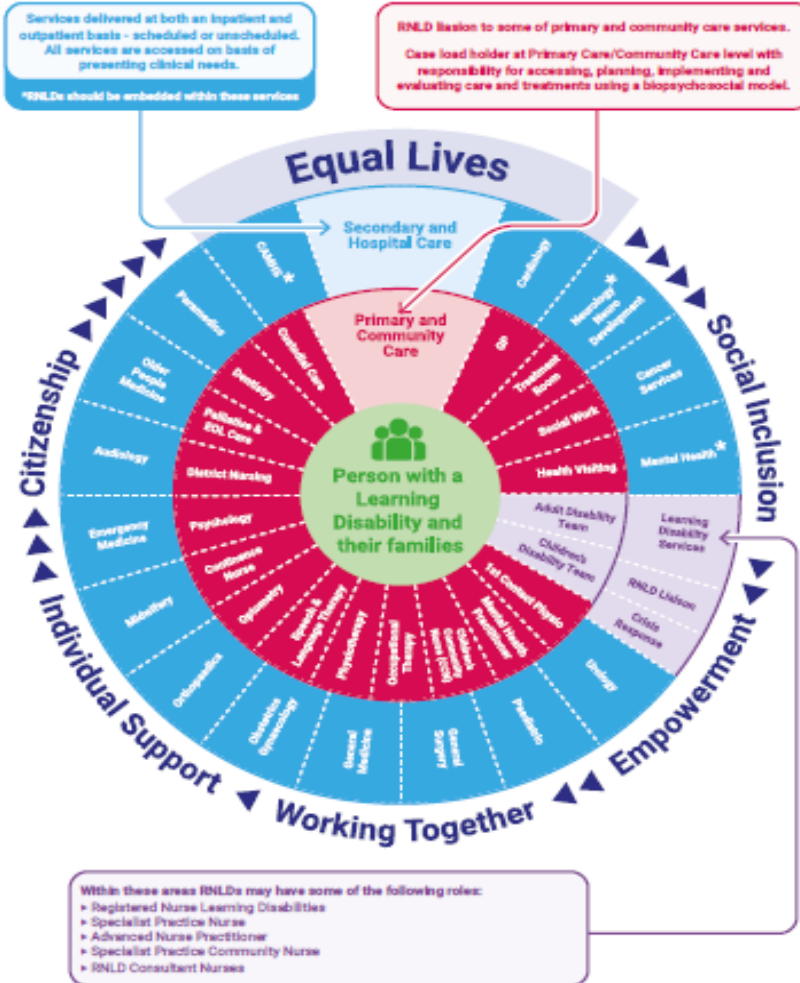 Services delivered at both an inpatient and
outpatient basis - scheduled or unscheduled.
All services are accessed on basis of
presenting clinical needs.
*RNLDs should be embedded within these services
RNLD liasion to some of primary and community care services.
Case load holder at Primary Care/Community Care level with
responsibility for accessing, planning, implementing and
evaluating care and treatments using a biopsychosocial model.
Equal Lives
Social Inclusion
Empowerment
Working Together
Individual Support
Citizenship
Secondary and
Hospital Care
Cardiology
Neurology*
Neuro
Development
Cancer
Services
Mental Health*
Learning
Disability
Services
RNLD Liaison
Crisis
Response
Urology
Paediatric
General
Surgery
General
Medicine
Obstetrics
Gynaecology
Orthopaedics
Midwifery
Emergency
Medicine
Audiology
Older
People
Medicine
Paramedics
CAMHS*
Primary and
Community
Care
GP
Treatment
Room
Social Work
Health Visiting
Adult Disability
Team
Children's
Disability Team
1st Contact Physio
Occupational
Therapy
Physiotherapy
Speech &
Language Therapy
Optometry
Continence
Nurse
Psychology
District Nursing
Palliative &
EOL Care
Dentistry
Custodial Care
Person with a
Learning
Disability and
their families
Within these areas RNLDs may have some of the following roles:
▸ Registered Nurse Learning Disabilities
▸ Specialist Practice Nurse
▸ Advanced Nurse Practitioner
▸ Specialist Practice Community Nurse
▸ RNLD Consultant Nurses